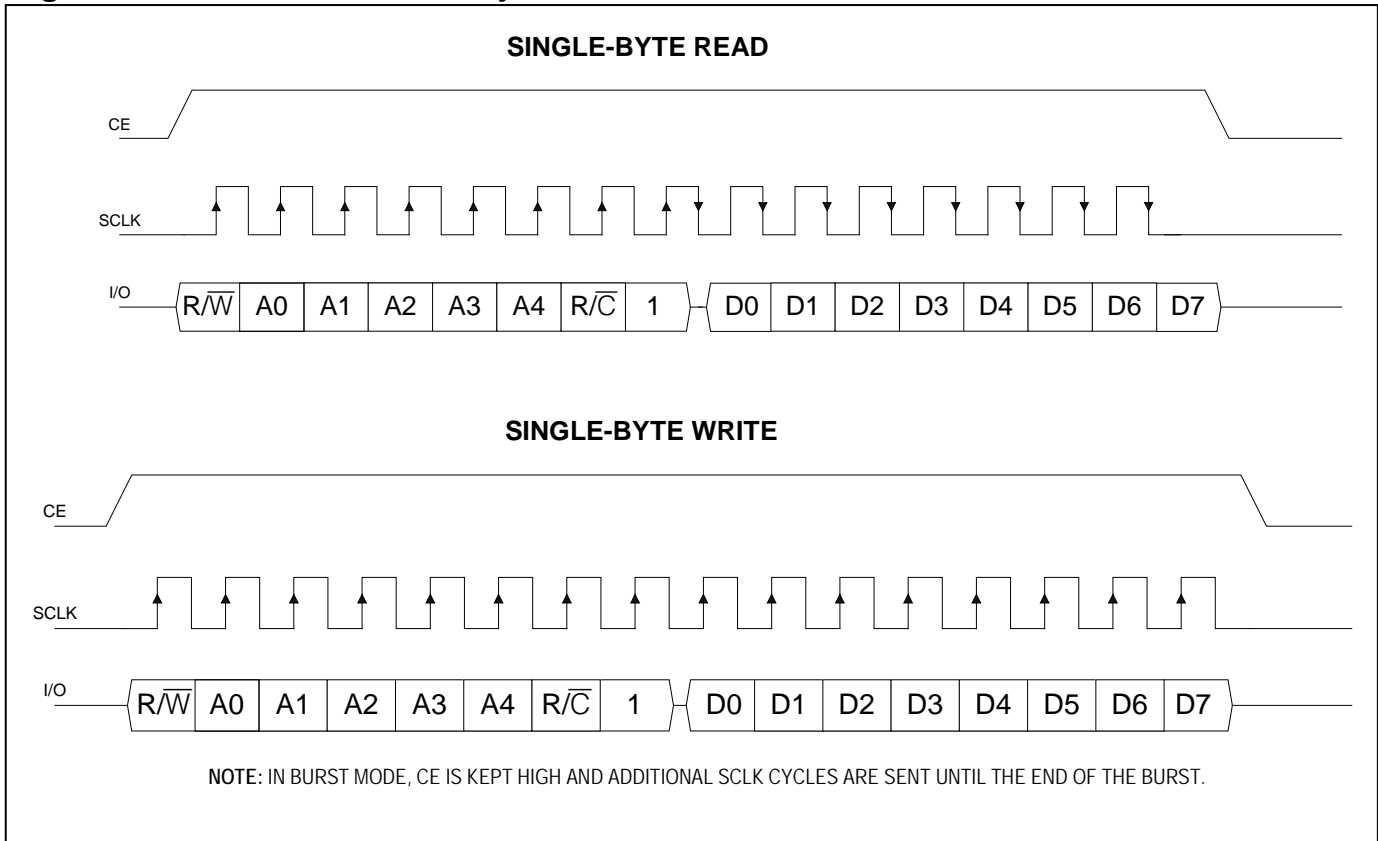 SINGLE-BYTE READ
CE
SCLK
I/O R/W̅ A0 A1 A2 A3 A4 R/C̅ 1 D0 D1 D2 D3 D4 D5 D6 D7
SINGLE-BYTE WRITE
CE
SCLK
I/O R/W̅ A0 A1 A2 A3 A4 R/C̅ 1 D0 D1 D2 D3 D4 D5 D6 D7
NOTE: IN BURST MODE, CE IS KEPT HIGH AND ADDITIONAL SCLK CYCLES ARE SENT UNTIL THE END OF THE BURST.